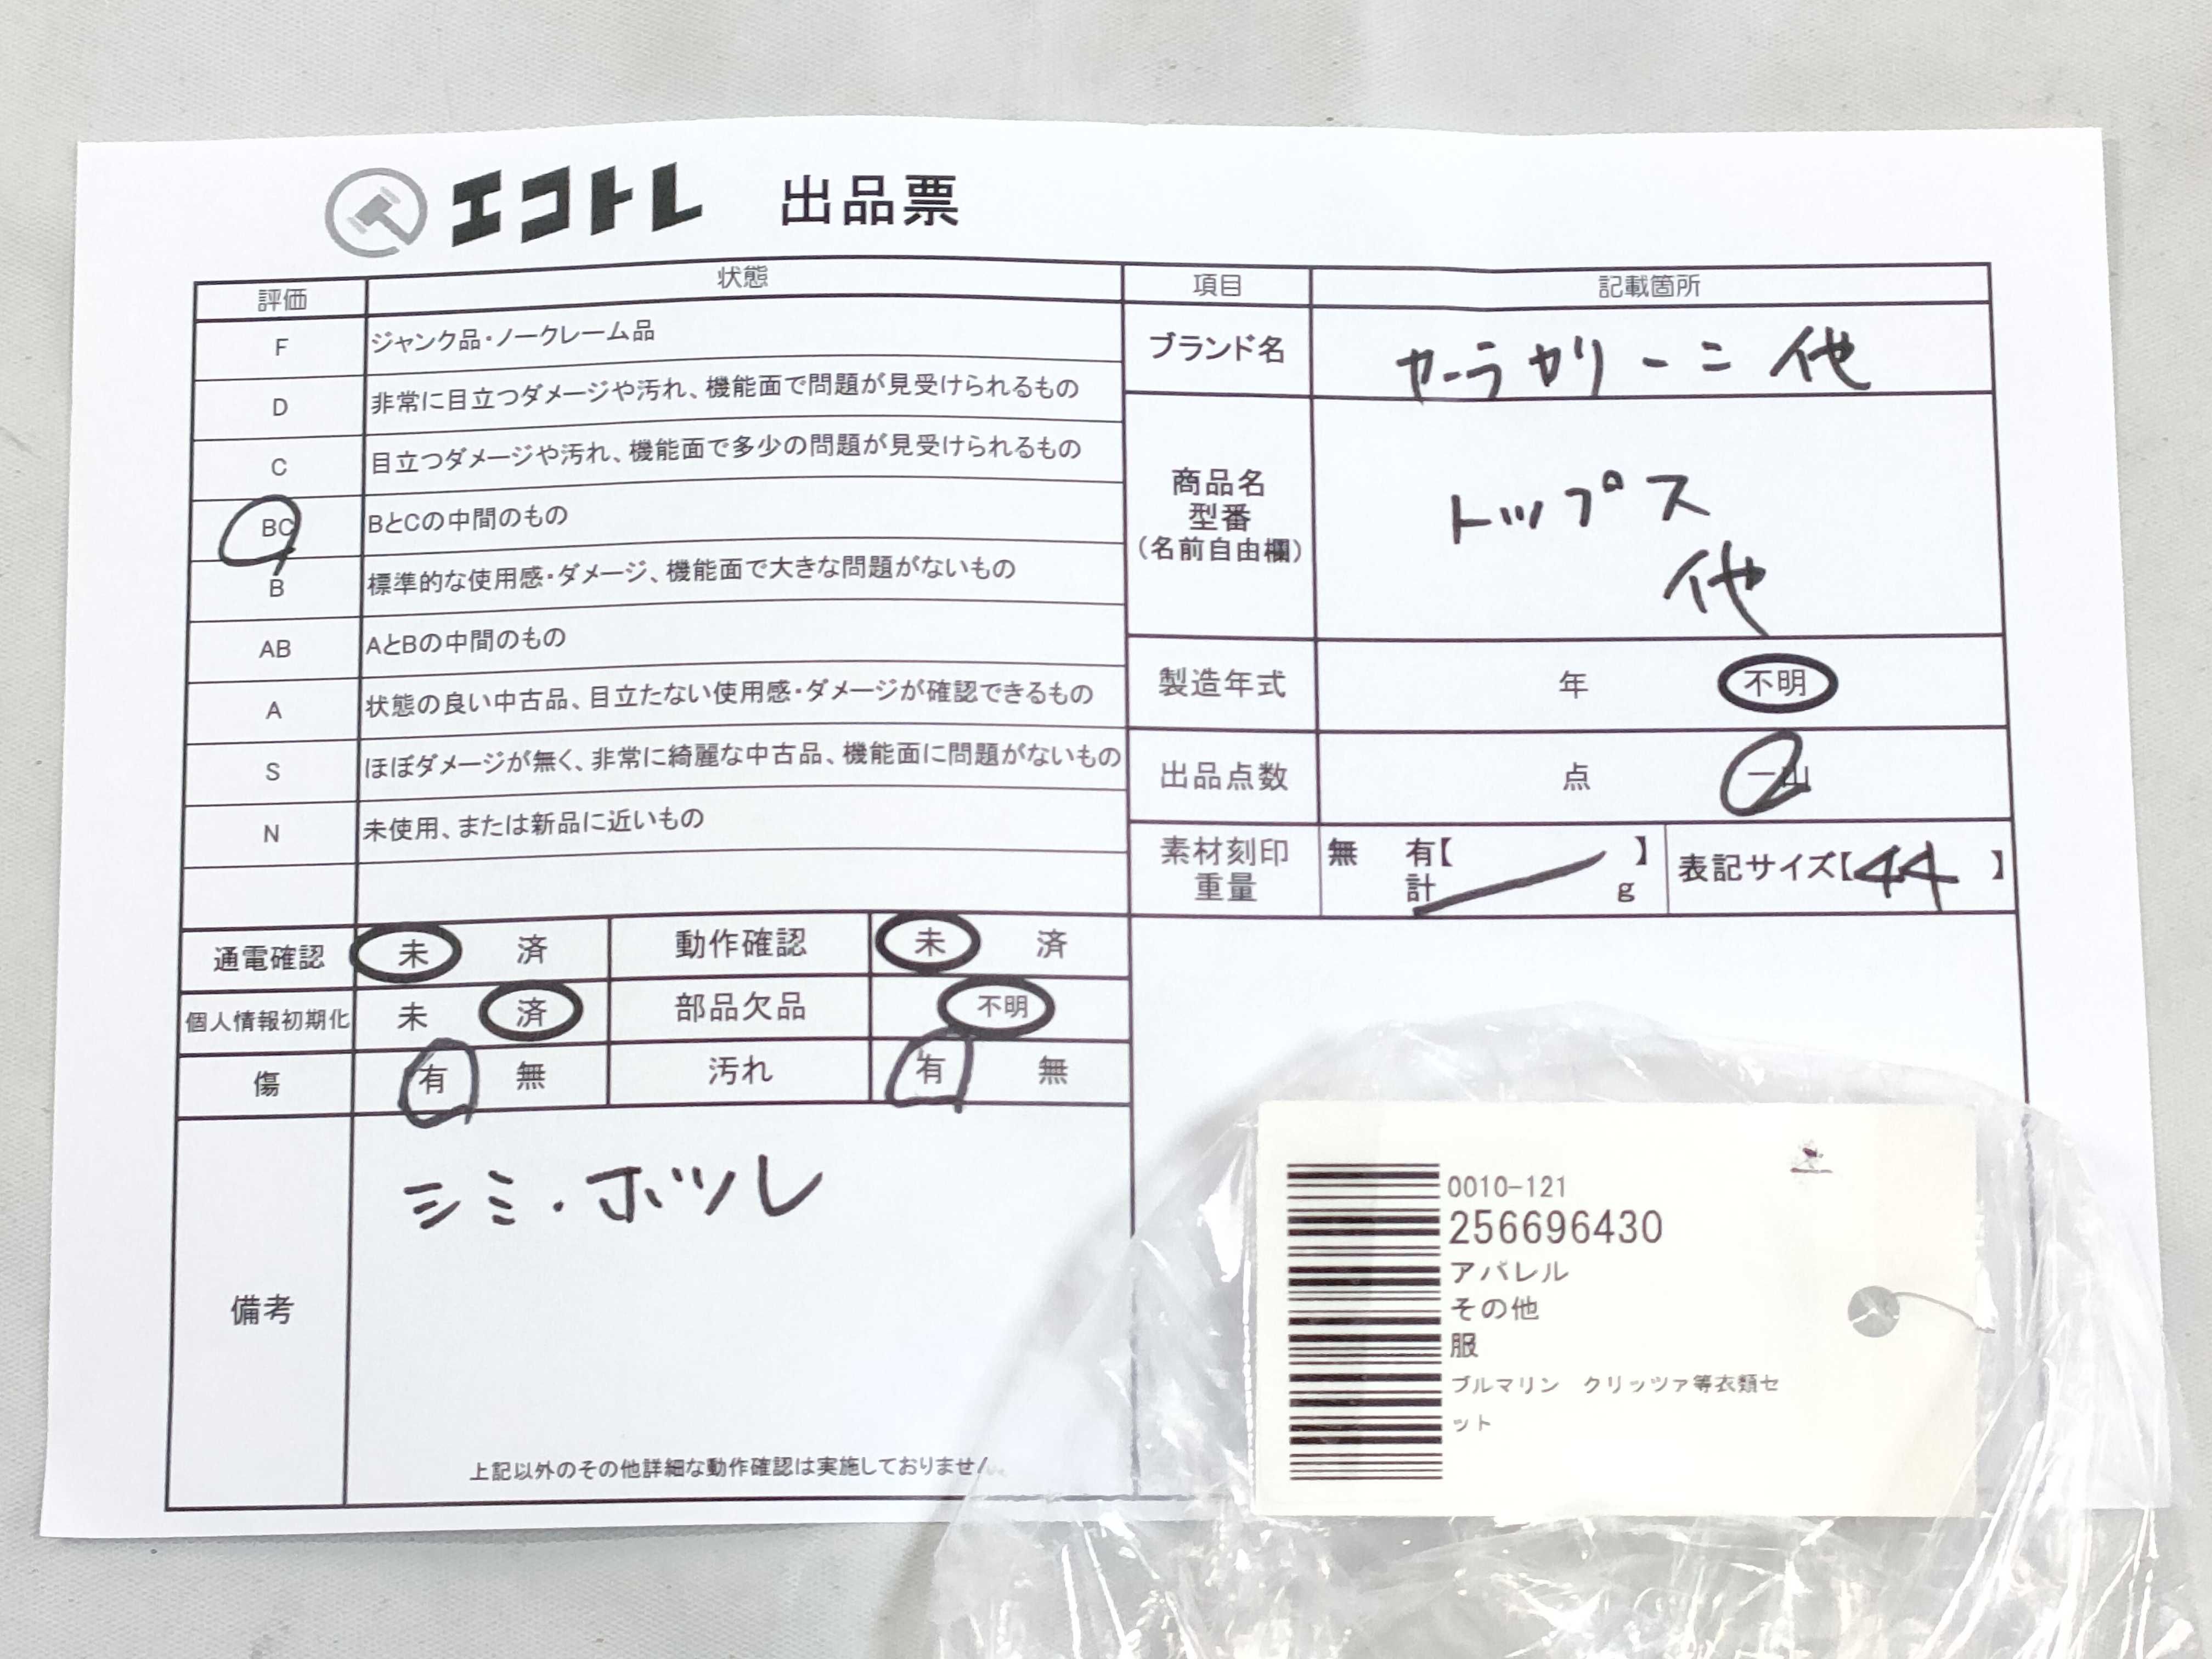 エコトレ 出品票
評価 状態
F ジャンク品・ノークレーム品
D 非常に目立つダメージや汚れ、機能面で問題が見受けられるもの
C 目立つダメージや汚れ、機能面で多少の問題が見受けられるもの
BC BとCの中間のもの
B 標準的な使用感・ダメージ、機能面で大きな問題がないもの
AB AとBの中間のもの
A 状態の良い中古品、目立たない使用感・ダメージが確認できるもの
S ほぼダメージが無く、非常に綺麗な中古品、機能面に問題がないもの
N 未使用、または新品に近いもの
通電確認 未 済 動作確認 未 済
個人情報初期化 未 済 部品欠品 不明
傷 有 無 汚れ 有 無
備考 シミ・ホツレ
上記以外のその他詳細な動作確認は実施しておりませ
項目 記載箇所
ブランド名 リーニ 他
商品名
型番
(名前自由欄)
トップス
他
製造年式 年 不明
出品点数 点 一山
素材刻印 無 有【 】
重量 計 g
表記サイズ【44 】
0010-121
256696430
アパレル
その他
服
ブルマリン クリッツァ等衣類セ
ット